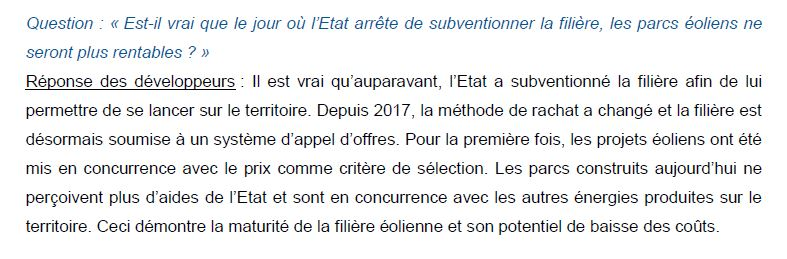 Question : « Est-il vrai que le jour où l’Etat arrête de subventionner la filière, les parcs éoliens ne
seront plus rentables ? »
Réponse des développeurs : Il est vrai qu’auparavant, l’Etat a subventionné la filière afin de lui
permettre de se lancer sur le territoire. Depuis 2017, la méthode de rachat a changé et la filière est
désormais soumise à un système d’appel d’offres. Pour la première fois, les projets éoliens ont été
mis en concurrence avec le prix comme critère de sélection. Les parcs construits aujourd’hui ne
perçoivent plus d’aides de l’Etat et sont en concurrence avec les autres énergies produites sur le
territoire. Ceci démontre la maturité de la filière éolienne et son potentiel de baisse des coûts.